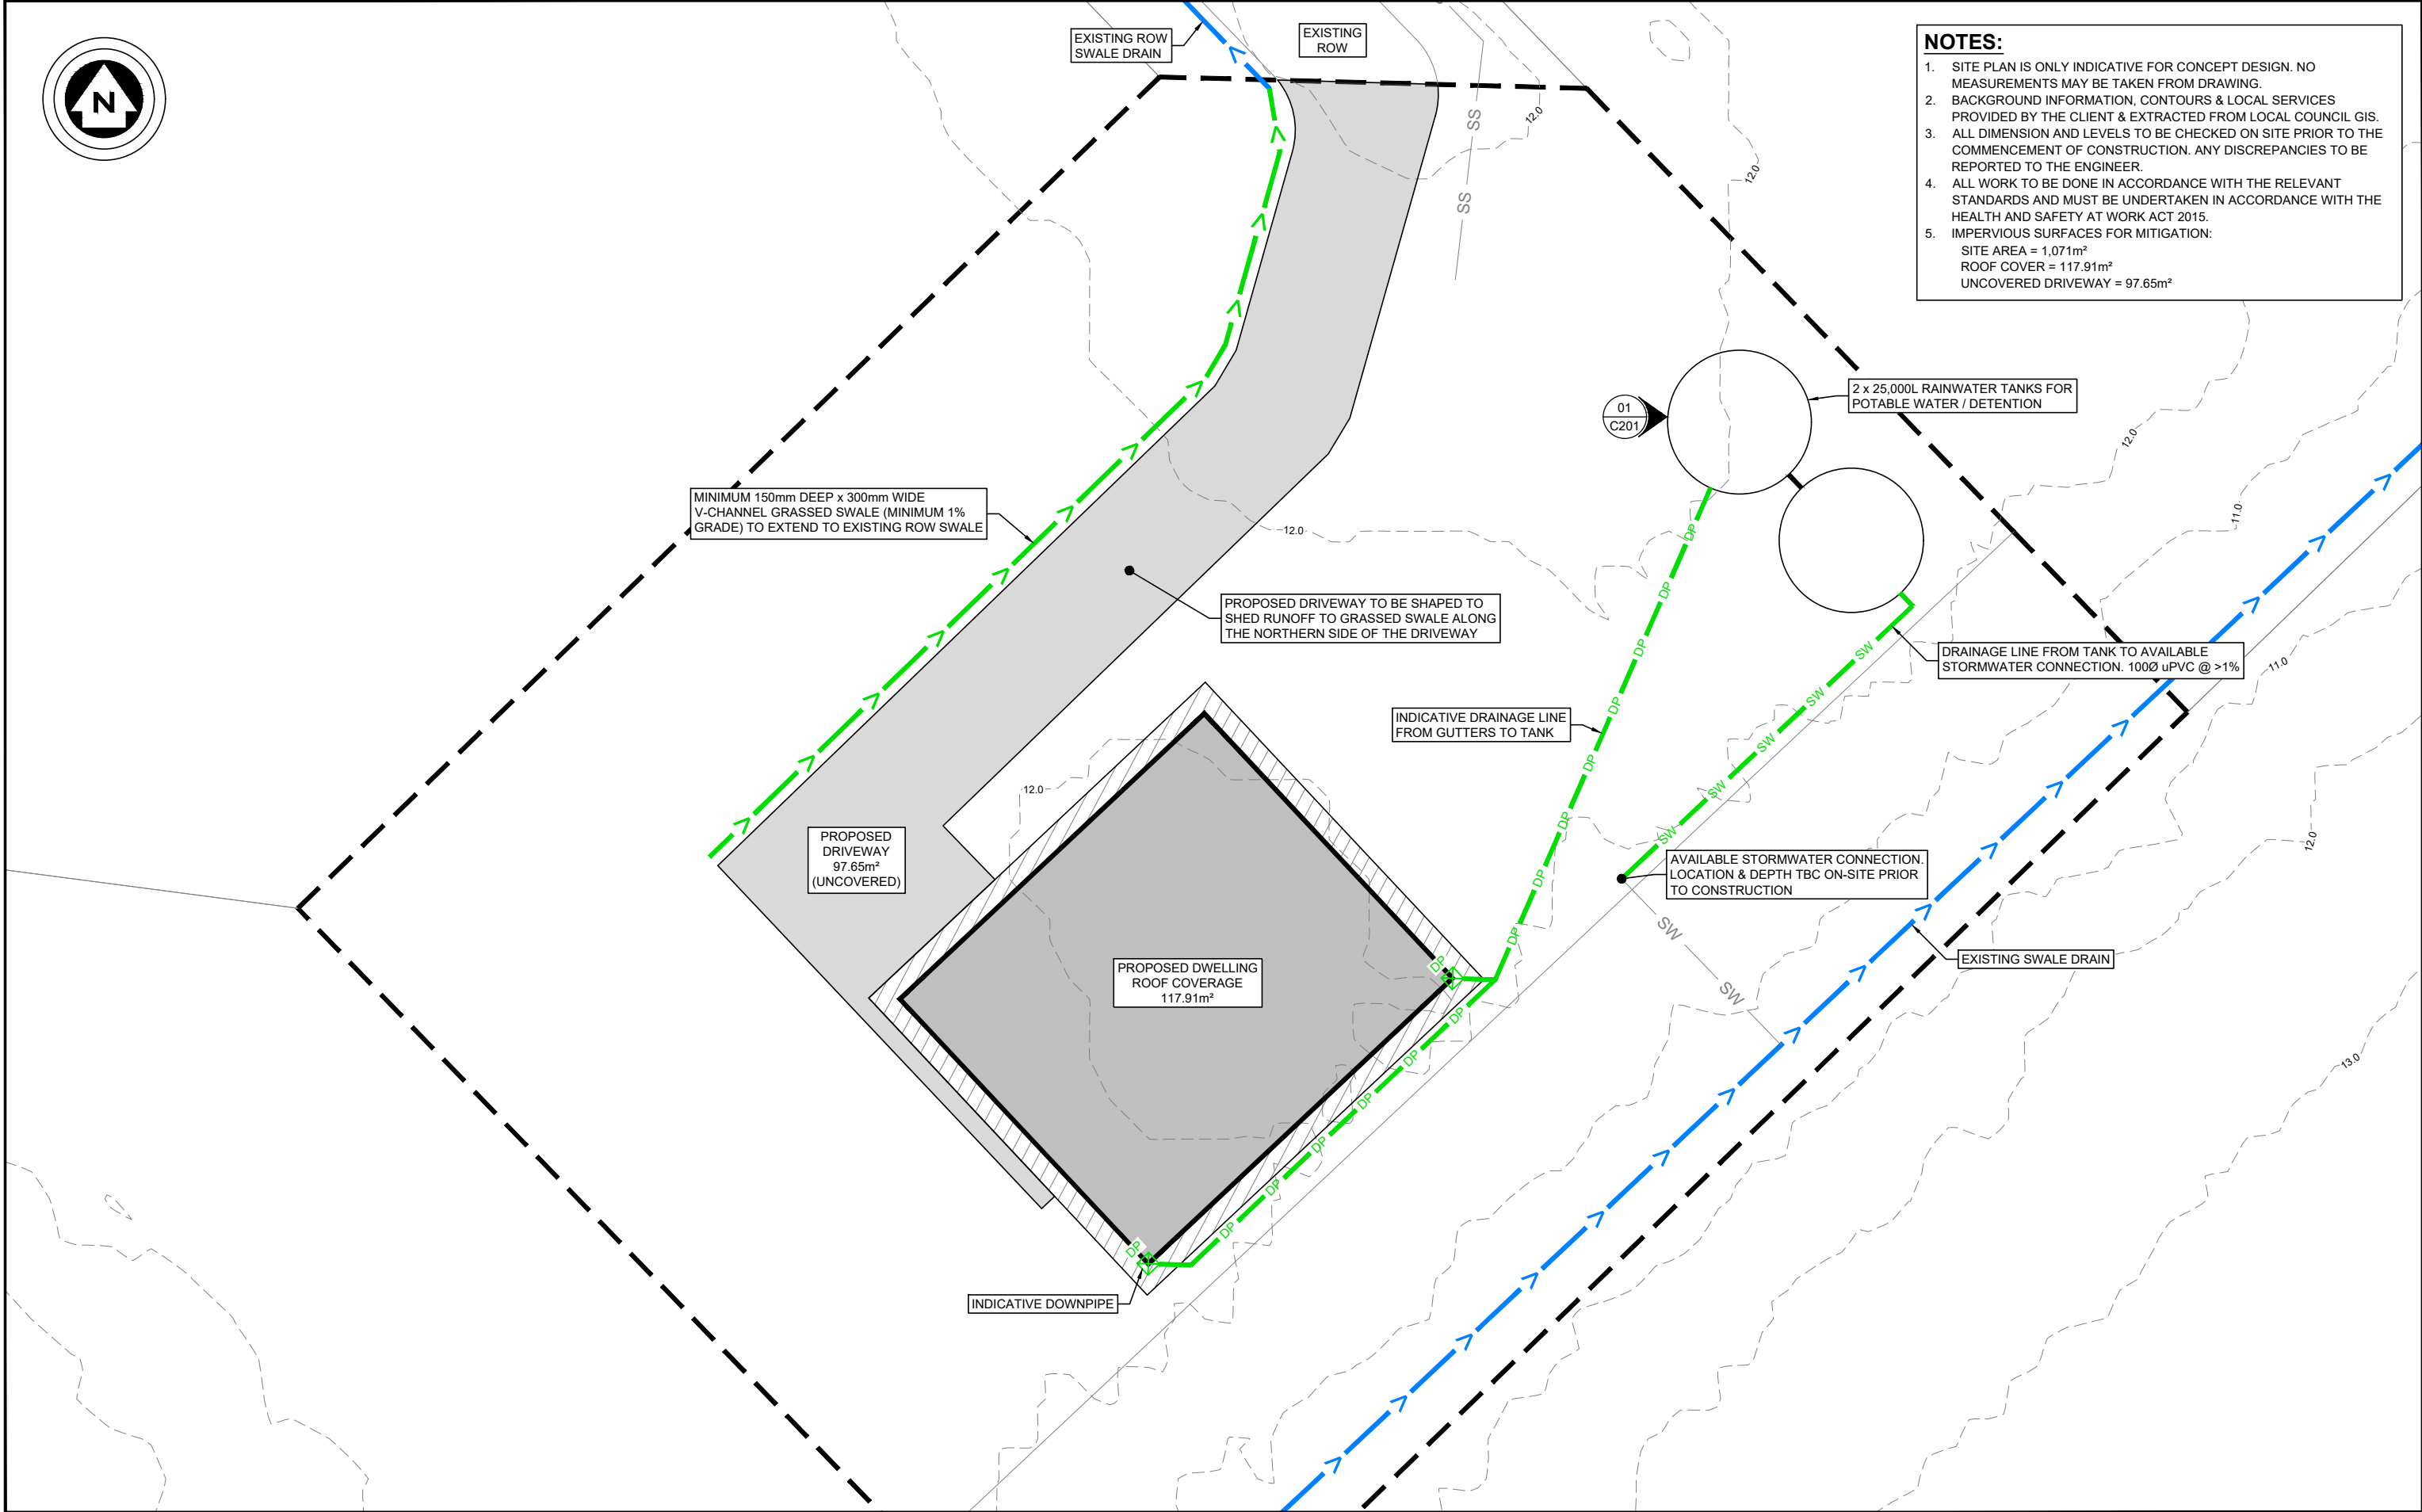 N
EXISTING ROW
SWALE DRAIN
EXISTING
ROW
NOTES:
1. SITE PLAN IS ONLY INDICATIVE FOR CONCEPT DESIGN. NO
MEASUREMENTS MAY BE TAKEN FROM DRAWING.
2. BACKGROUND INFORMATION, CONTOURS & LOCAL SERVICES
PROVIDED BY THE CLIENT & EXTRACTED FROM LOCAL COUNCIL GIS.
3. ALL DIMENSION AND LEVELS TO BE CHECKED ON SITE PRIOR TO THE
COMMENCEMENT OF CONSTRUCTION. ANY DISCREPANCIES TO BE
REPORTED TO THE ENGINEER.
4. ALL WORK TO BE DONE IN ACCORDANCE WITH THE RELEVANT
STANDARDS AND MUST BE UNDERTAKEN IN ACCORDANCE WITH THE
HEALTH AND SAFETY AT WORK ACT 2015.
5. IMPERVIOUS SURFACES FOR MITIGATION:
SITE AREA = 1,071m²
ROOF COVER = 117.91m²
UNCOVERED DRIVEWAY = 97.65m²
12.0
SS
12.0
SS
2 x 25,000L RAINWATER TANKS FOR
POTABLE WATER / DETENTION
01
C201
12.0
MINIMUM 150mm DEEP x 300mm WIDE
V-CHANNEL GRASSED SWALE (MINIMUM 1%
GRADE) TO EXTEND TO EXISTING ROW SWALE
11.0
12.0
DP
DP
PROPOSED DRIVEWAY TO BE SHAPED TO
SHED RUNOFF TO GRASSED SWALE ALONG
THE NORTHERN SIDE OF THE DRIVEWAY
DP
SW
DRAINAGE LINE FROM TANK TO AVAILABLE
STORMWATER CONNECTION. 100Ø uPVC @ >1%
11.0
SW
DP
INDICATIVE DRAINAGE LINE
FROM GUTTERS TO TANK
SW
DP
SW
12.0
DP
SW
12.0
PROPOSED
DRIVEWAY
97.65m²
(UNCOVERED)
AVAILABLE STORMWATER CONNECTION.
LOCATION & DEPTH TBC ON-SITE PRIOR
TO CONSTRUCTION
DP
SW
DP
EXISTING SWALE DRAIN
DP
PROPOSED DWELLING
ROOF COVERAGE
117.91m²
SW
DP
DP
13.0
DP
DP
DP
DP
DP
INDICATIVE DOWNPIPE